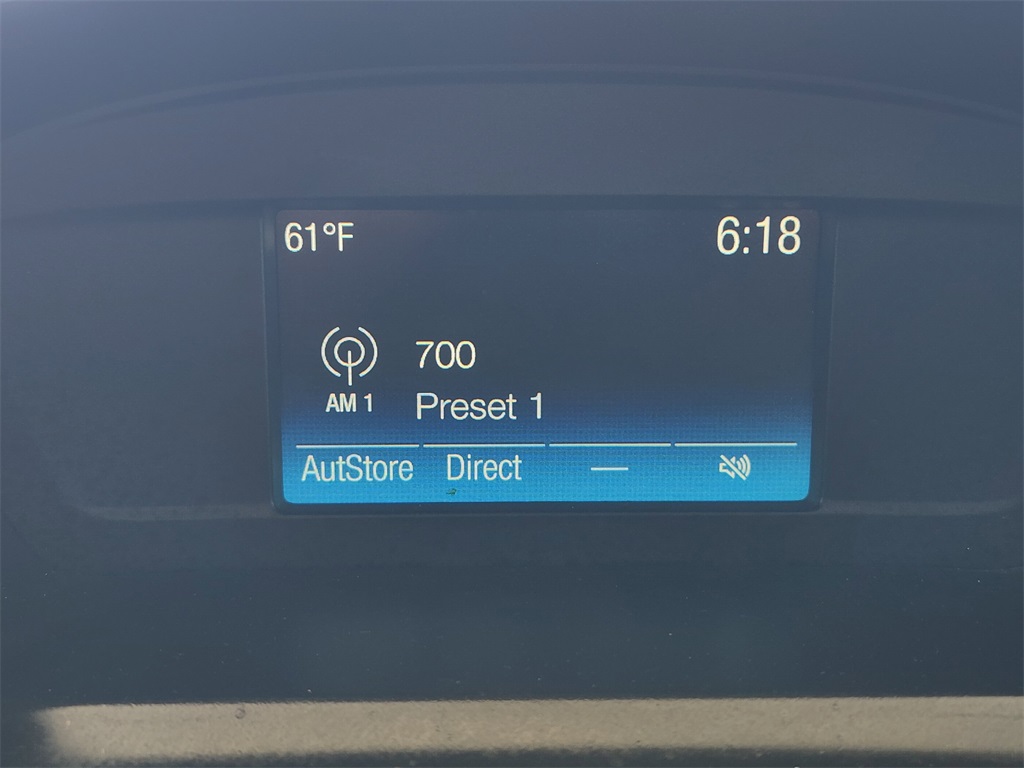 61°F 6:18
700
AM 1 Preset 1
AutStore Direct —